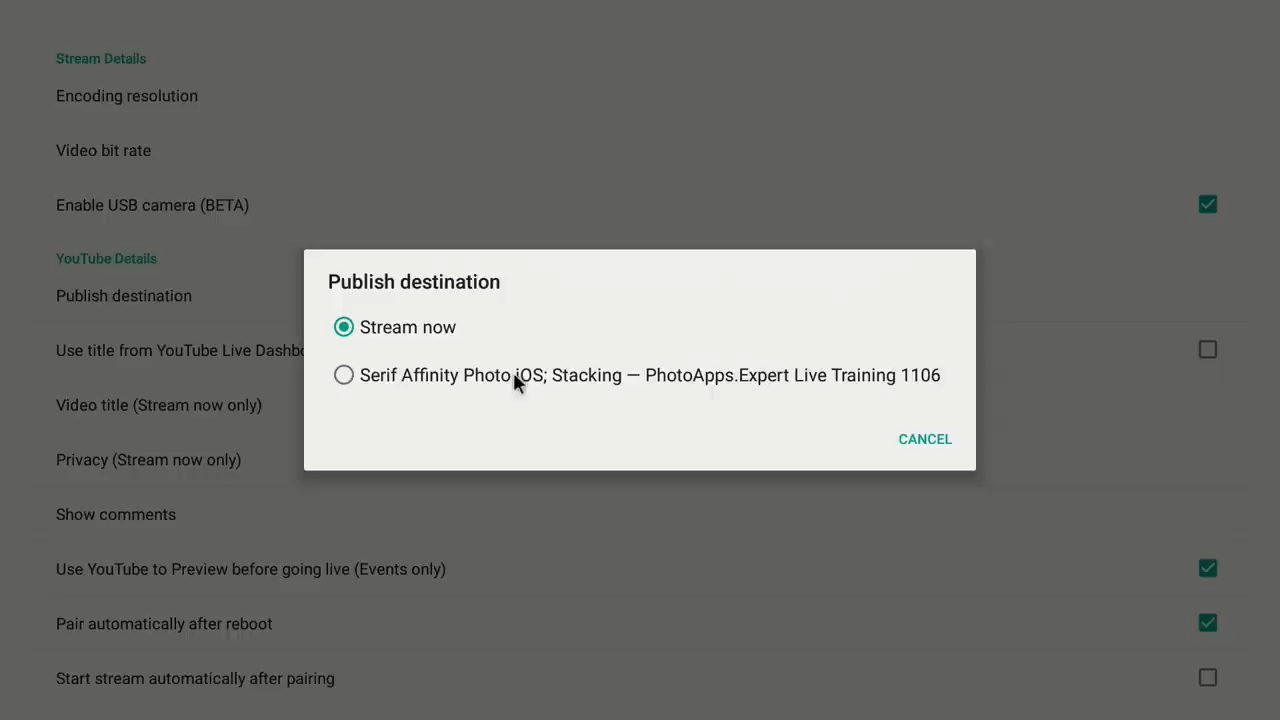 Stream Details
Encoding resolution
Video bit rate
Enable USB camera (BETA)
YouTube Details
Publish destination
Use title from YouTube Live
Video title (Stream now only)
Privacy (Stream now only)
Show comments
Use YouTube to Preview before going live (Events only)
Pair automatically after reboot
Start stream automatically after pairing
Publish destination
Stream now
Serif Affinity Photo iOS; Stacking — PhotoApps.Expert Live Training 1106
CANCEL